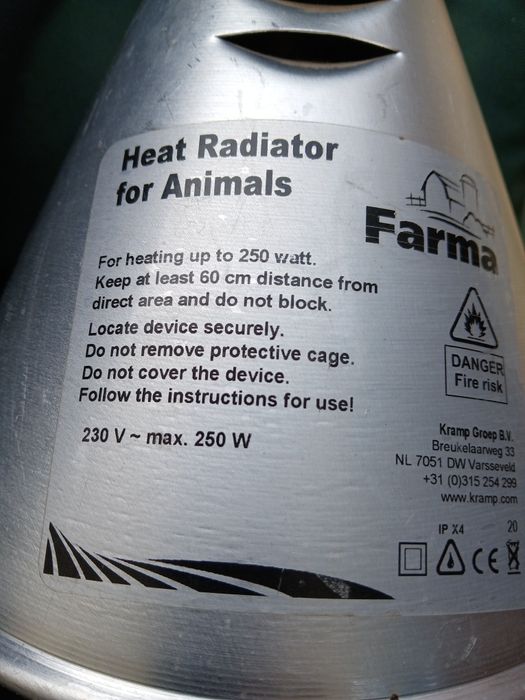 Heat Radiator
for Animals
Farma
For heating up to 250 watt.
Keep at least 60 cm distance from
direct area and do not block.
Locate device securely.
Do not remove protective cage.
Do not cover the device.
Follow the instructions for use!
230 V ~ max. 250 W
DANGER
Fire risk
Kramp Groep B.V.
Breukelaarweg 33
NL 7051 DW Varsseveld
+31 (0)315 254 299
www.kramp.com
IP X4
20
CE